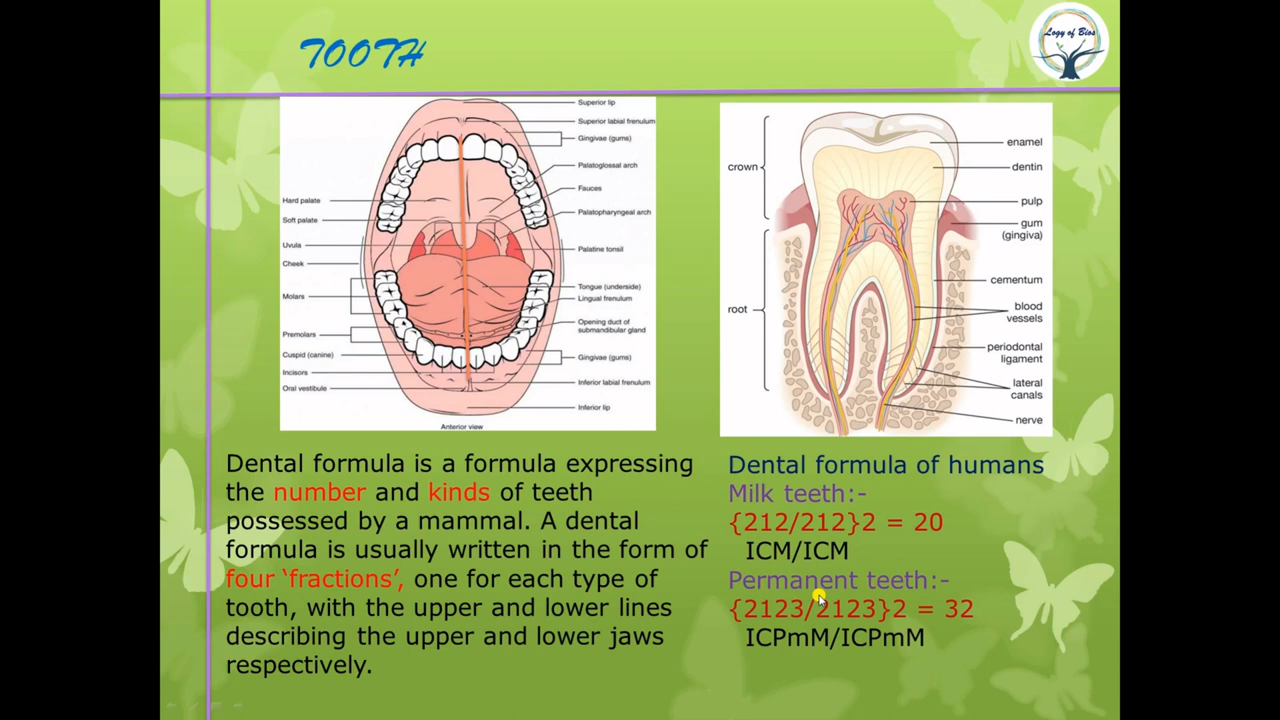 TOOTH
Logy of Bios
Superior lip
Superior labial frenulum
Gingivae (gums)
Palatoglossal arch
Fauces
Palatopharyngeal arch
Palatine tonsil
Tongue (underside)
Lingual frenulum
Opening duct of
submandibular gland
Gingivae (gums)
Inferior labial frenulum
Inferior lip
Hard palate
Soft palate
Uvula
Cheek
Molars
Premolars
Cuspid (canine)
Incisors
Oral vestibule
Anterior view
crown
root
enamel
dentin
pulp
gum
(gingiva)
cementum
blood
vessels
periodontal
ligament
lateral
canals
nerve
Dental formula is a formula expressing
the number and kinds of teeth
possessed by a mammal. A dental
formula is usually written in the form of
four ‘fractions’, one for each type of
tooth, with the upper and lower lines
describing the upper and lower jaws
respectively.
Dental formula of humans
Milk teeth:-
{212/212}2 = 20
ICM/ICM
Permanent teeth:-
{2123/2123}2 = 32
ICPmM/ICPmM